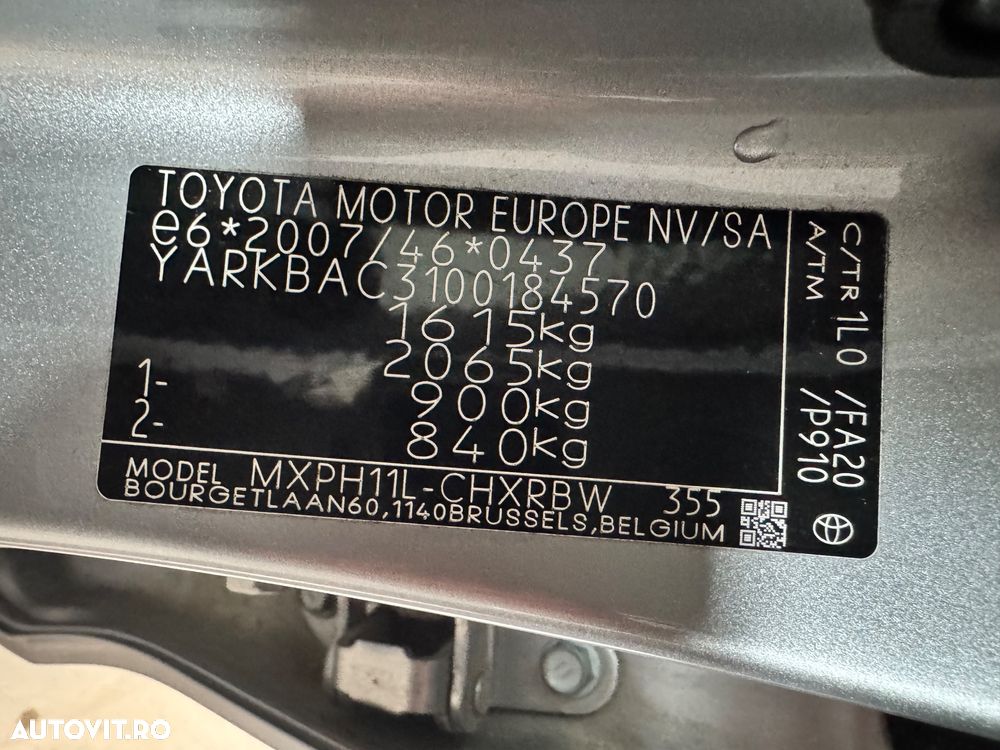 TOYOTA MOTOR EUROPE NV/SA
e6*2007/46*0437
YARKBAC3100184570
1615kg
2065kg
1- 900kg
2- 840kg
MODEL MXPH11L-CHXRBW 355
BOURGETLAAN60,1140BRUSSELS,BELGIUM
C/TR 1L0 /FA20
A/TM /P910
AUTOVIT.RO